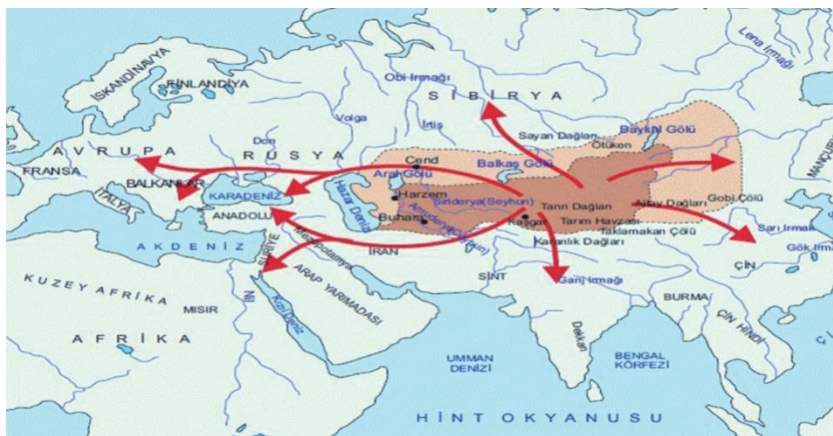 İSKANDİNAVYA
FİNLANDİYA
Obi Irmağı
Lena Irmağı
SİBİRYA
Volga
İrtiş
Don
Sayan Dağları
Baykal Gölü
Ötüken
AVRUPA
RUSYA
Cend
Balkaş Gölü
FRANSA
Aral Gölü
BALKANLAR
KARADENİZ
Hazar Denizi
Harzem
Biriderya(Seyhun)
Tanrı Dağları
Altay Dağları
Gobi Çölü
İTALYA
ANADOLU
Buhara
Amuderya(Ceyhun)
Kaşgar
Tarım Havzası
Taklamakan Çölü
Sarı Irmak
Karanlık Dağları
Gök Irmak
AKDENİZ
SURİYE
Mezopotamya
İRAN
SİNT
Ganj Irmağı
ÇİN
KUZEY AFRİKA
MISIR
Nil
Kızıl Deniz
ARAP YARIMADASI
BURMA
ÇİN HİNDİ
AFRİKA
Dekkan
UMMAN
DENİZİ
BENGAL
KÖRFEZİ
HİNT OKYANUSU